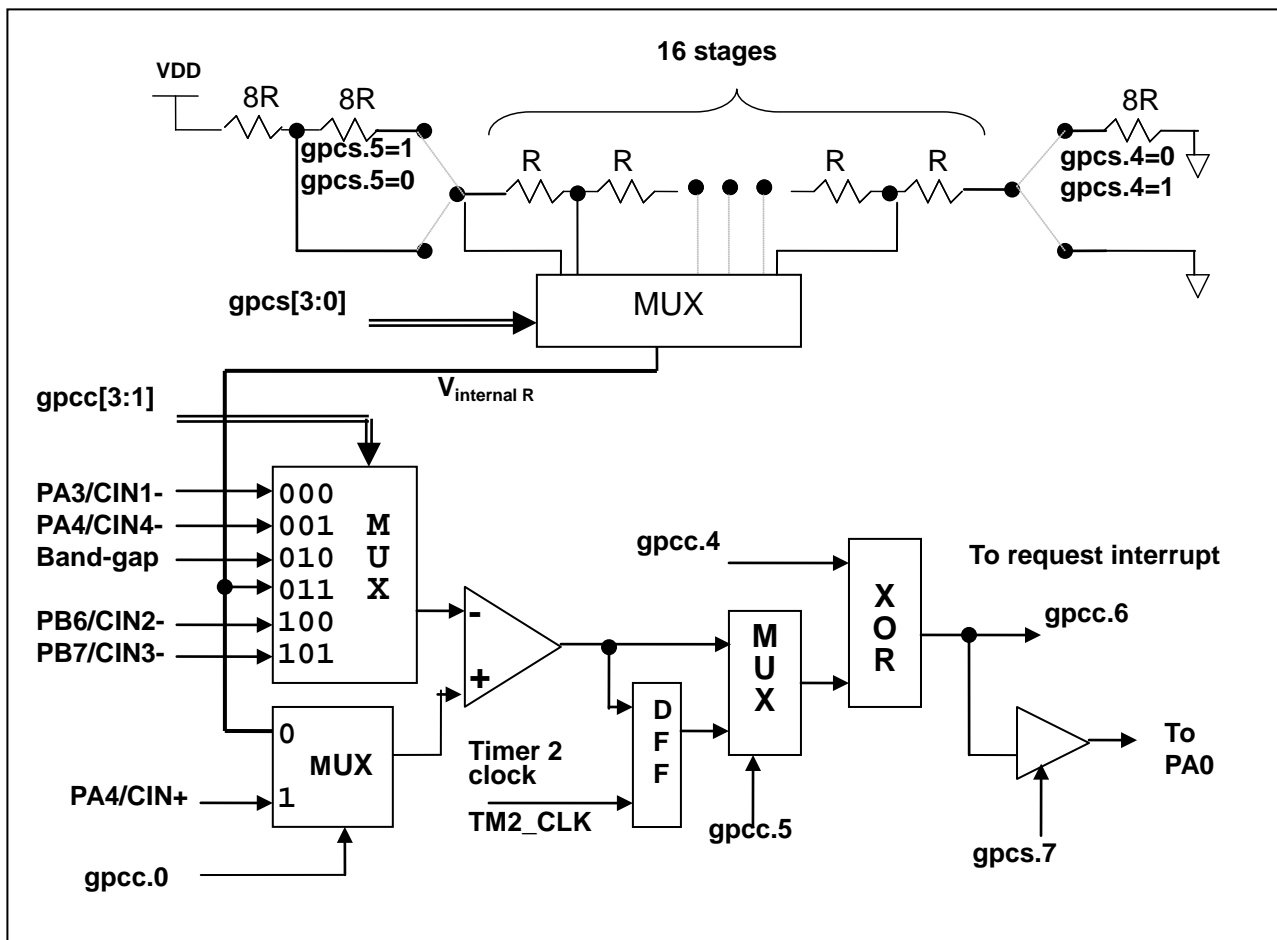 16 stages
VDD
8R
8R
8R
gpcs.5=1
gpcs.5=0
R
R
R
R
gpcs.4=0
gpcs.4=1
gpcs[3:0]
MUX
V internal R
gpcc[3:1]
PA3/CIN1-
PA4/CIN4-
Band-gap
PB6/CIN2-
PB7/CIN3-
000
001
010
011
100
101
M
U
X
-
+
gpcc.4
To request interrupt
X
O
R
gpcc.6
M
U
X
D
F
F
0
1
MUX
PA4/CIN+
gpcc.0
Timer 2
clock
TM2_CLK
gpcc.5
To
PA0
gpcs.7